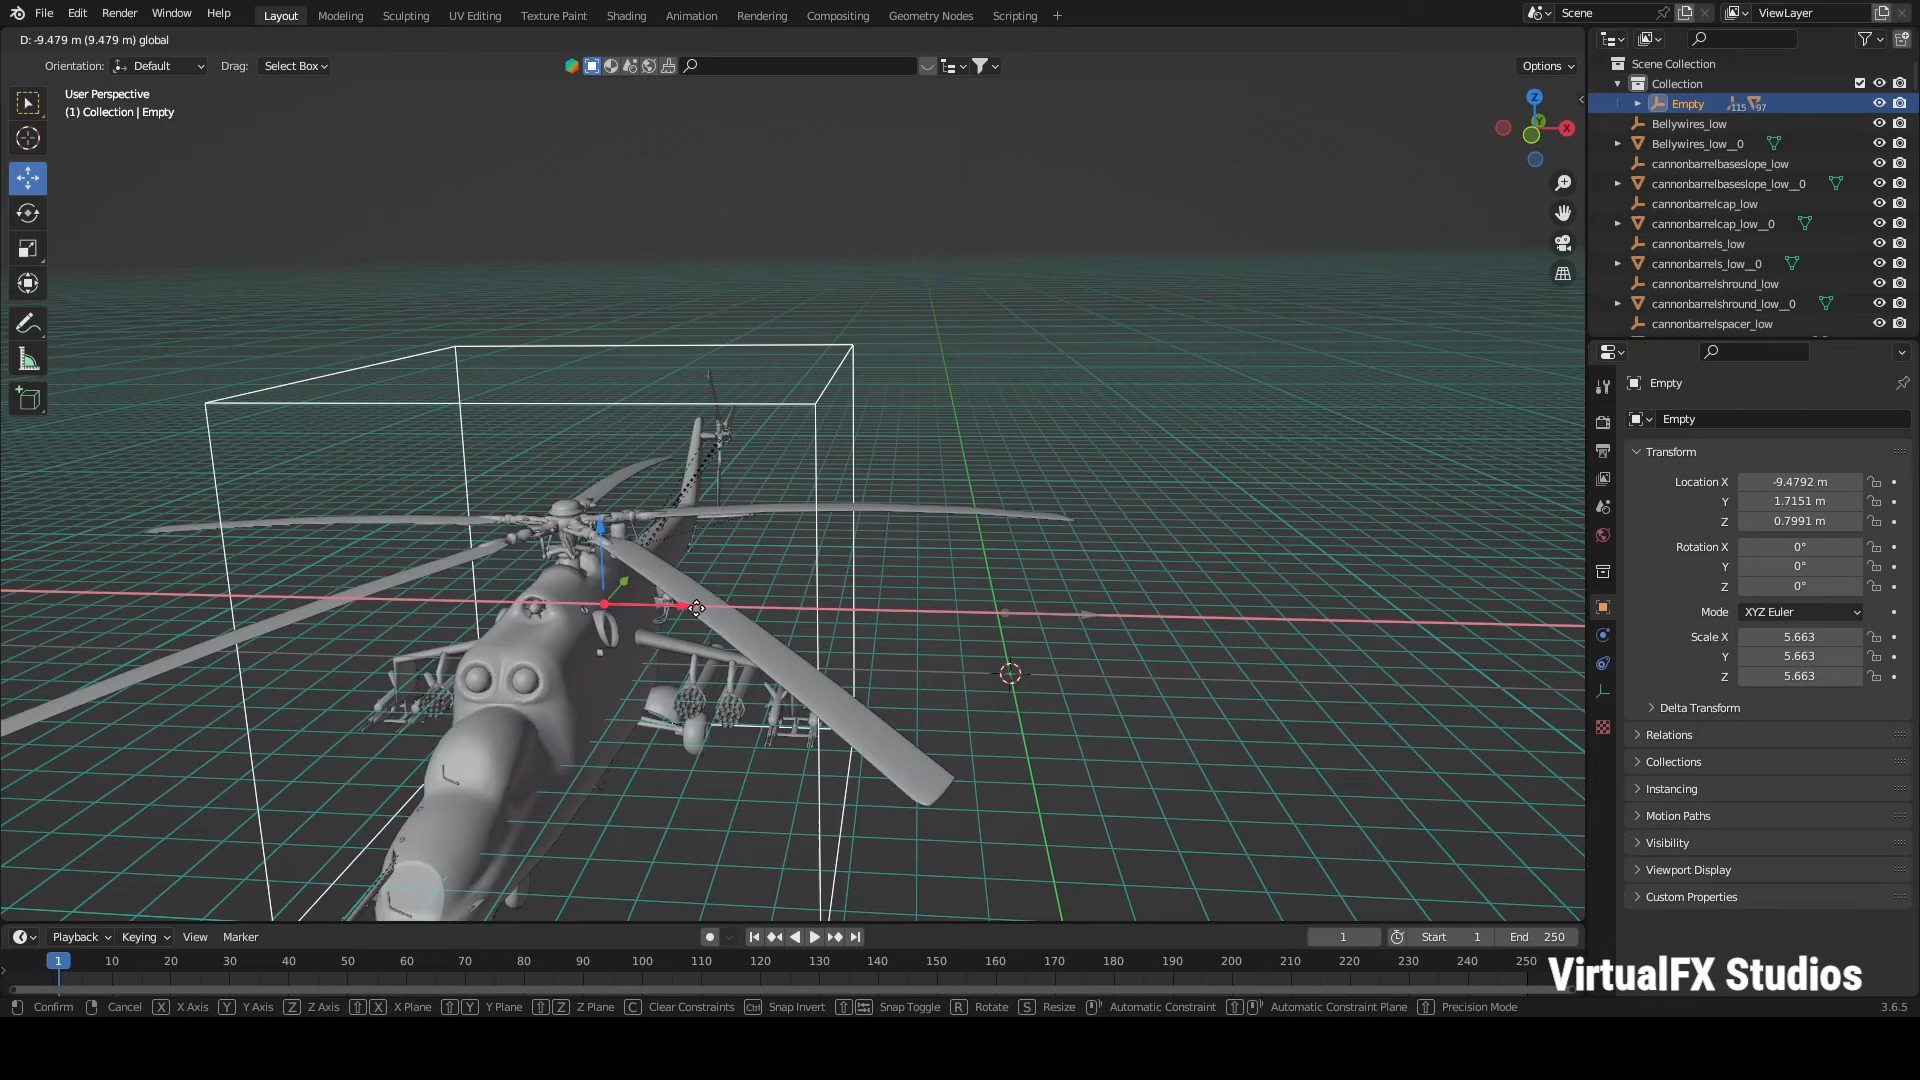 File Edit Render Window Help Layout Modeling Sculpting UV Editing Texture Paint Shading Animation Rendering Compositing Geometry Nodes Scripting + Scene ViewLayer
D: -9.479 m (9.479 m) global
Orientation: Default Drag: Select Box Options
User Perspective
(1) Collection | Empty
Z
Y
X
Scene Collection
Collection
Empty 115 97
Bellywires_low
Bellywires_low__0
cannonbarrelbaseslope_low
cannonbarrelbaseslope_low__0
cannonbarrelcap_low
cannonbarrelcap_low__0
cannonbarrels_low
cannonbarrels_low__0
cannonbarrelshround_low
cannonbarrelshround_low__0
cannonbarrelspacer_low
Empty
Empty
Transform
Location X -9.4792 m
Y 1.7151 m
Z 0.7991 m
Rotation X 0°
Y 0°
Z 0°
Mode XYZ Euler
Scale X 5.663
Y 5.663
Z 5.663
Delta Transform
Relations
Collections
Instancing
Motion Paths
Visibility
Viewport Display
Custom Properties
Playback Keying View Marker 1 Start 1 End 250
1 10 20 30 40 50 60 70 80 90 100 110 120 130 140 150 160 170 180 190 200 210 220 230 240 250
VirtualFX Studios
Confirm Cancel X X Axis Y Y Axis Z Z Axis X X Plane Y Y Plane Z Z Plane C Clear Constraints Ctrl Snap Invert Snap Toggle R Rotate S Resize Automatic Constraint Automatic Constraint Plane Precision Mode 3.6.5